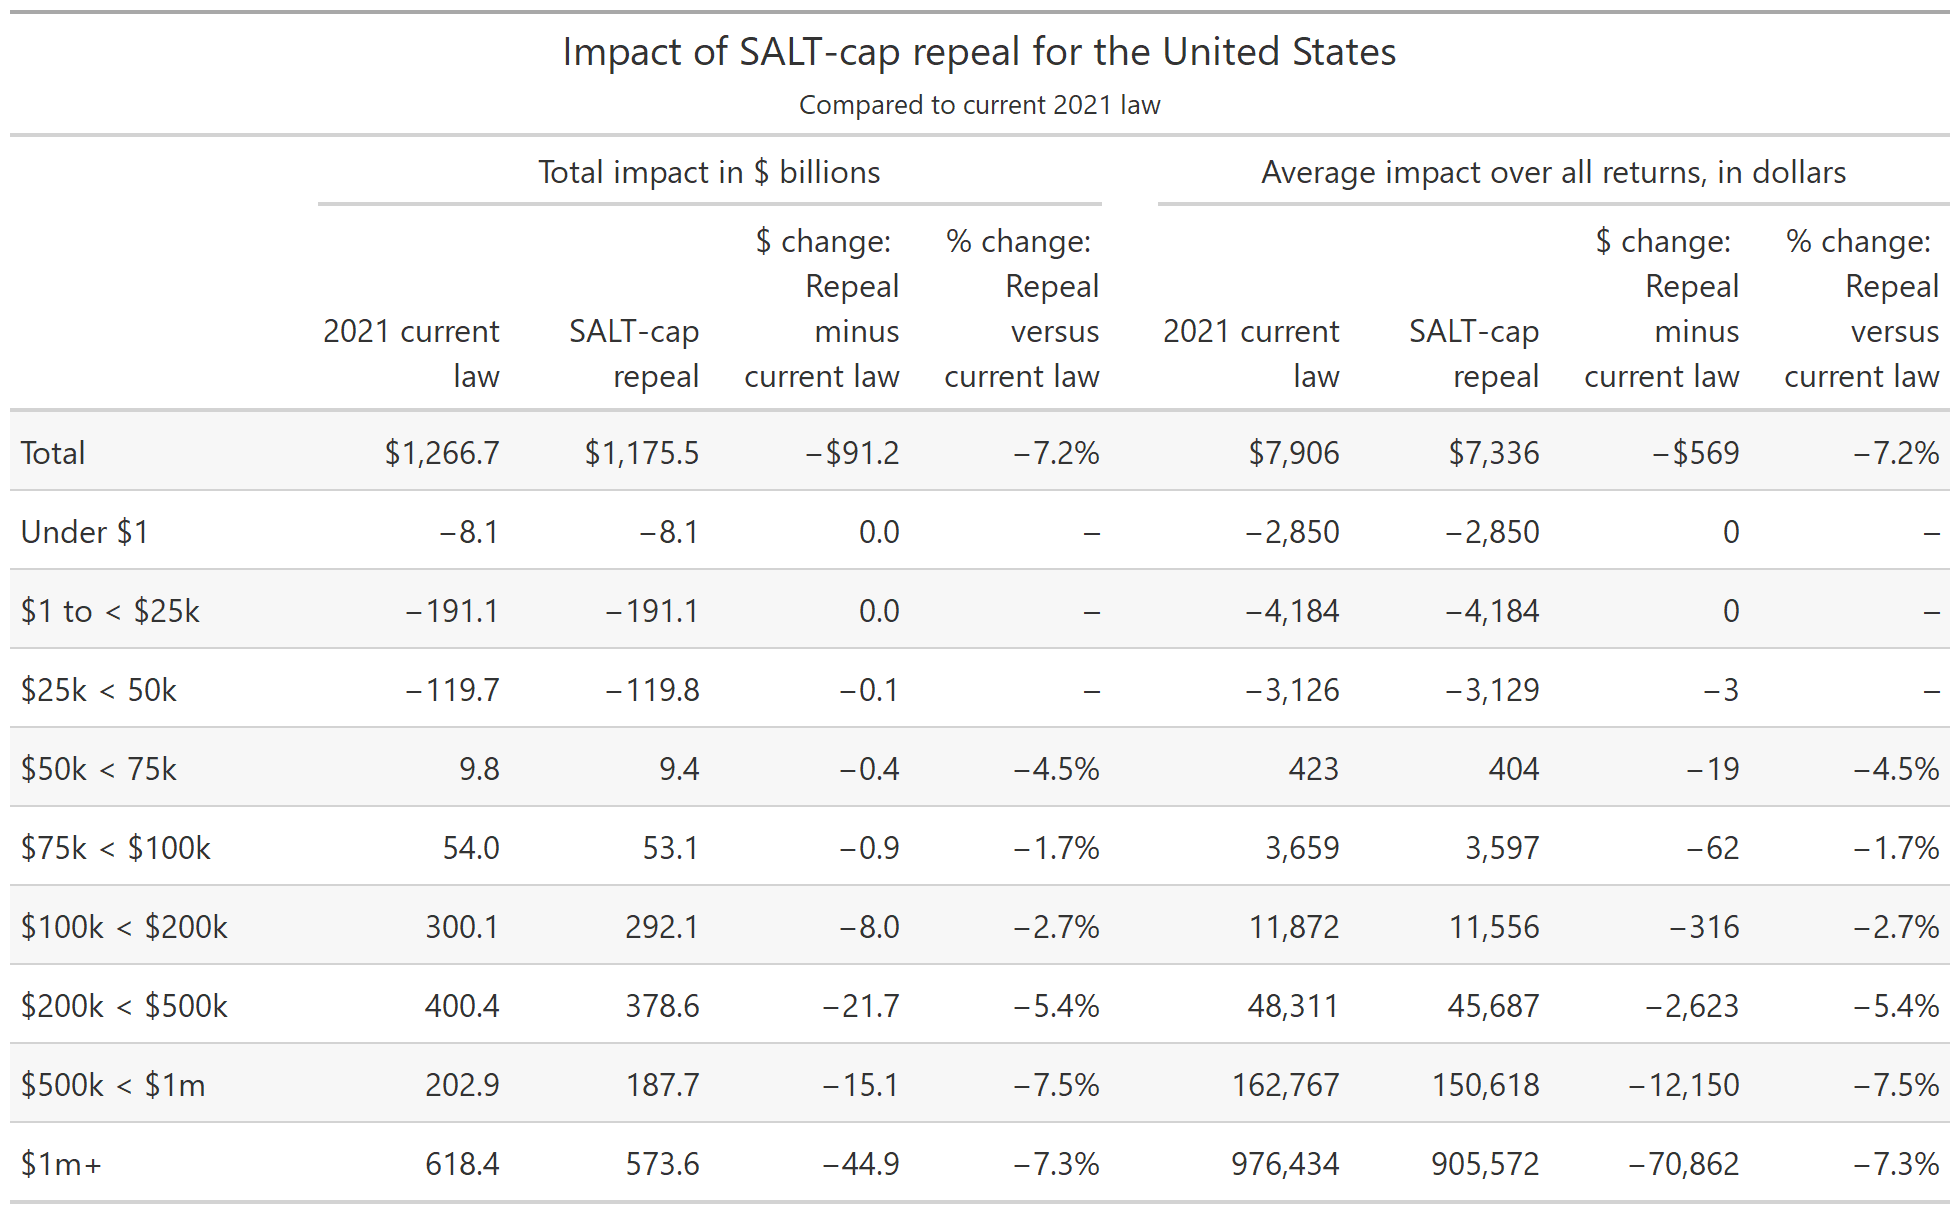 Impact of SALT-cap repeal for the United States
Compared to current 2021 law
Total impact in $ billions Average impact over all returns, in dollars
$ change: % change: $ change: % change:
Repeal Repeal Repeal Repeal
2021 current SALT-cap minus versus 2021 current SALT-cap minus versus
law repeal current law current law law repeal current law current law
Total $1,266.7 $1,175.5 −$91.2 −7.2% $7,906 $7,336 −$569 −7.2%
Under $1 −8.1 −8.1 0.0 – −2,850 −2,850 0 –
$1 to < $25k −191.1 −191.1 0.0 – −4,184 −4,184 0 –
$25k < 50k −119.7 −119.8 −0.1 – −3,126 −3,129 −3 –
$50k < 75k 9.8 9.4 −0.4 −4.5% 423 404 −19 −4.5%
$75k < $100k 54.0 53.1 −0.9 −1.7% 3,659 3,597 −62 −1.7%
$100k < $200k 300.1 292.1 −8.0 −2.7% 11,872 11,556 −316 −2.7%
$200k < $500k 400.4 378.6 −21.7 −5.4% 48,311 45,687 −2,623 −5.4%
$500k < $1m 202.9 187.7 −15.1 −7.5% 162,767 150,618 −12,150 −7.5%
$1m+ 618.4 573.6 −44.9 −7.3% 976,434 905,572 −70,862 −7.3%